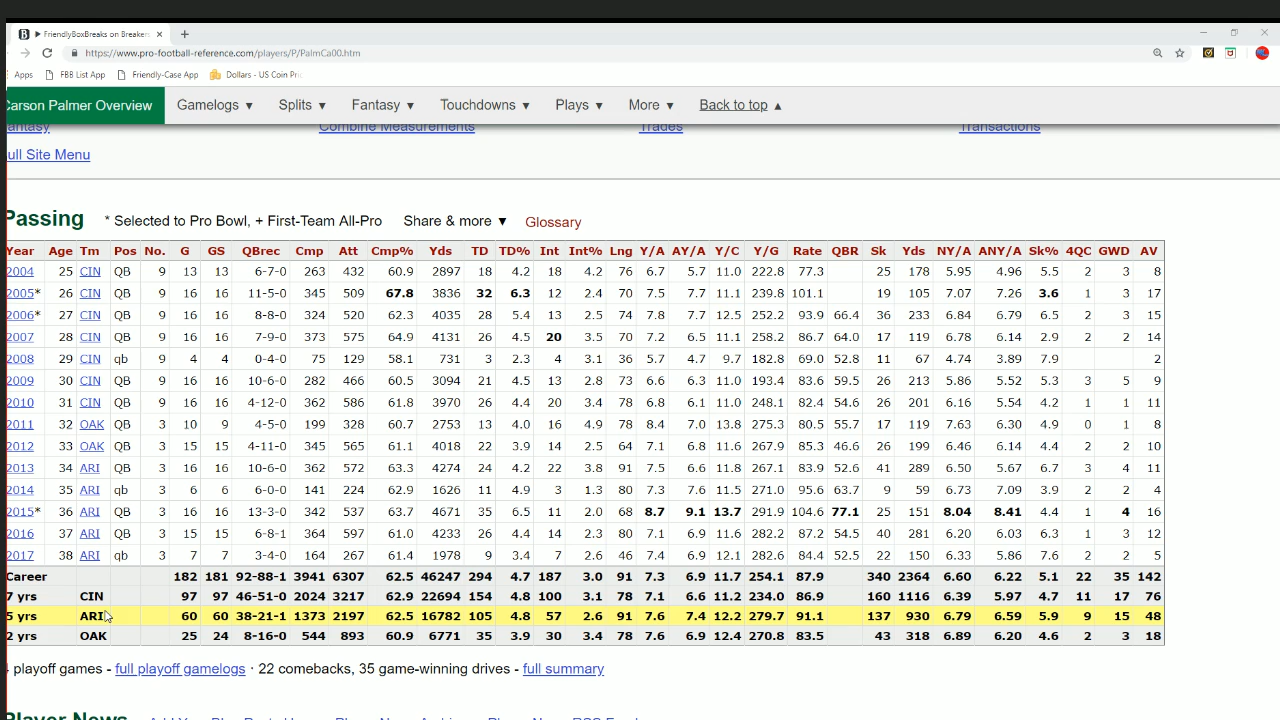 FriendlyBoxBreaks on Breakers
https://www.pro-football-reference.com/players/P/PalmCa00.htm
Apps FBB List App Friendly-Case App Dollars - US Coin Pric
Carson Palmer Overview Gamelogs ▼ Splits ▼ Fantasy ▼ Touchdowns ▼ Plays ▼ More ▼ Back to top ▲
antasy Combine Measurements Trades Transactions
ull Site Menu
Passing * Selected to Pro Bowl, + First-Team All-Pro Share & more ▼ Glossary
Year Age Tm Pos No. G GS QBrec Cmp Att Cmp% Yds TD TD% Int Int% Lng Y/A AY/A Y/C Y/G Rate QBR Sk Yds NY/A ANY/A Sk% 4QC GWD AV
2004 25 CIN QB 9 13 13 6-7-0 263 432 60.9 2897 18 4.2 18 4.2 76 6.7 5.7 11.0 222.8 77.3 25 178 5.95 4.96 5.5 2 3 8
2005* 26 CIN QB 9 16 16 11-5-0 345 509 67.8 3836 32 6.3 12 2.4 70 7.5 7.7 11.1 239.8 101.1 19 105 7.07 7.26 3.6 1 3 17
2006* 27 CIN QB 9 16 16 8-8-0 324 520 62.3 4035 28 5.4 13 2.5 74 7.8 7.7 12.5 252.2 93.9 66.4 36 233 6.84 6.79 6.5 2 3 15
2007 28 CIN QB 9 16 16 7-9-0 373 575 64.9 4131 26 4.5 20 3.5 70 7.2 6.5 11.1 258.2 86.7 64.0 17 119 6.78 6.14 2.9 2 2 14
2008 29 CIN qb 9 4 4 0-4-0 75 129 58.1 731 3 2.3 4 3.1 36 5.7 4.7 9.7 182.8 69.0 52.8 11 67 4.74 3.89 7.9 2
2009 30 CIN QB 9 16 16 10-6-0 282 466 60.5 3094 21 4.5 13 2.8 73 6.6 6.3 11.0 193.4 83.6 59.5 26 213 5.86 5.52 5.3 3 5 9
2010 31 CIN QB 9 16 16 4-12-0 362 586 61.8 3970 26 4.4 20 3.4 78 6.8 6.1 11.0 248.1 82.4 54.6 26 201 6.16 5.54 4.2 1 1 11
2011 32 OAK QB 3 10 9 4-5-0 199 328 60.7 2753 13 4.0 16 4.9 78 8.4 7.0 13.8 275.3 80.5 55.7 17 119 7.63 6.30 4.9 0 1 8
2012 33 OAK QB 3 15 15 4-11-0 345 565 61.1 4018 22 3.9 14 2.5 64 7.1 6.8 11.6 267.9 85.3 46.6 26 199 6.46 6.14 4.4 2 2 10
2013 34 ARI QB 3 16 16 10-6-0 362 572 63.3 4274 24 4.2 22 3.8 91 7.5 6.6 11.8 267.1 83.9 52.6 41 289 6.50 5.67 6.7 3 4 11
2014 35 ARI qb 3 6 6 6-0-0 141 224 62.9 1626 11 4.9 3 1.3 80 7.3 7.6 11.5 271.0 95.6 63.7 9 59 6.73 7.09 3.9 2 2 4
2015* 36 ARI QB 3 16 16 13-3-0 342 537 63.7 4671 35 6.5 11 2.0 68 8.7 9.1 13.7 291.9 104.6 77.1 25 151 8.04 8.41 4.4 1 4 16
2016 37 ARI QB 3 15 15 6-8-1 364 597 61.0 4233 26 4.4 14 2.3 80 7.1 6.9 11.6 282.2 87.2 54.5 40 281 6.20 6.03 6.3 1 3 12
2017 38 ARI qb 3 7 7 3-4-0 164 267 61.4 1978 9 3.4 7 2.6 46 7.4 6.9 12.1 282.6 84.4 52.5 22 150 6.33 5.86 7.6 2 2 5
Career 182 181 92-88-1 3941 6307 62.5 46247 294 4.7 187 3.0 91 7.3 6.9 11.7 254.1 87.9 340 2364 6.60 6.22 5.1 22 35 142
7 yrs CIN 97 97 46-51-0 2024 3217 62.9 22694 154 4.8 100 3.1 78 7.1 6.6 11.2 234.0 86.9 160 1116 6.39 5.97 4.7 11 17 76
5 yrs ARI 60 60 38-21-1 1373 2197 62.5 16782 105 4.8 57 2.6 91 7.6 7.4 12.2 279.7 91.1 137 930 6.79 6.59 5.9 9 15 48
2 yrs OAK 25 24 8-16-0 544 893 60.9 6771 35 3.9 30 3.4 78 7.6 6.9 12.4 270.8 83.5 43 318 6.89 6.20 4.6 2 3 18
playoff games - full playoff gamelogs · 22 comebacks, 35 game-winning drives - full summary
Player News